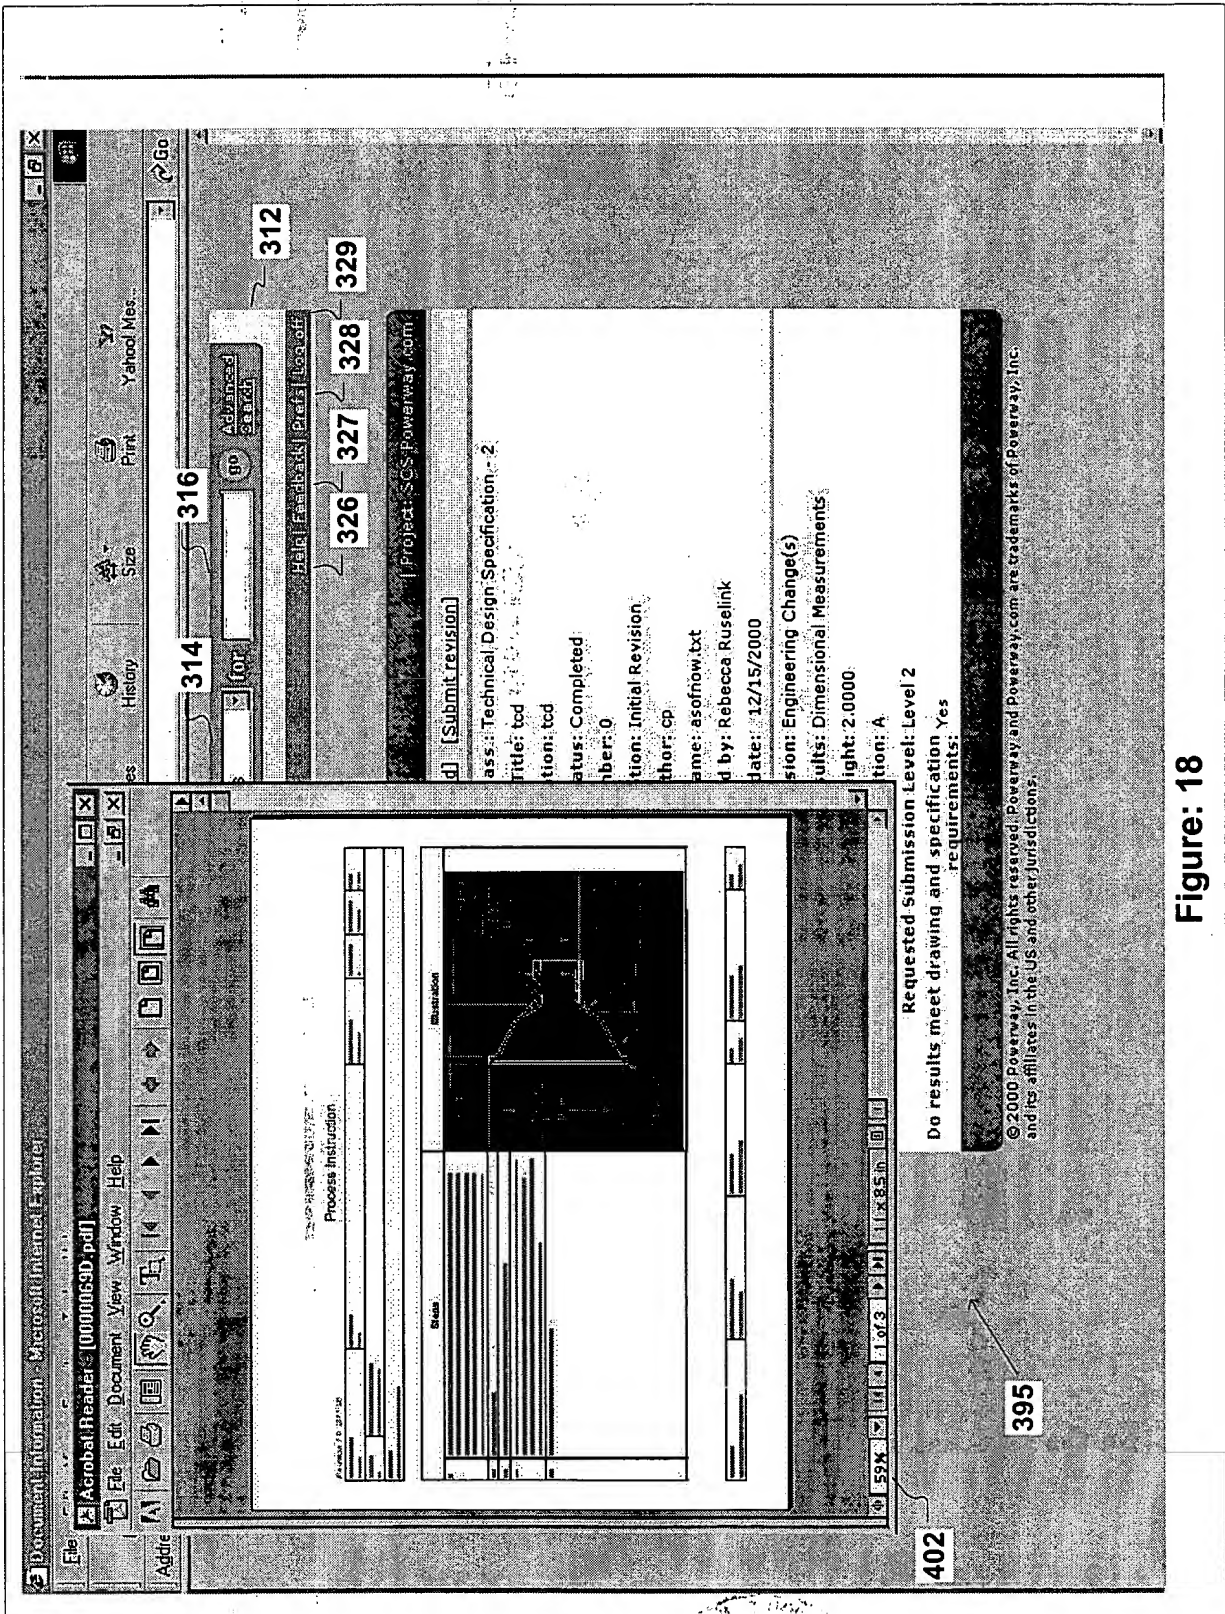 Document Information - Microsoft Internet Explorer
File
Acrobat Reader - [0000069D.pdf]
File Edit Document View Window Help
es History Size Print Yahoo! Mes...
Addre
Go
314
316
312
s for go Advanced Search
Help | Feedback | Prefs | Log off
326 327 328 329
Process Instruction
Steps
Illustration
| Project: SCS Powerway.com
d] [Submit revision]
ass: Technical Design Specification - 2
Title: tcd
tion: tcd
atus: Completed
nber: 0
tion: Initial Revision
thor: cp
ame: asofnow.txt
d by: Rebecca Ruselink
date: 12/15/2000
sion: Engineering Change(s)
sults: Dimensional Measurements
ight: 2.0000
tion: A
59% 1 of 3 11 x 8.5 in
402
Requested Submission Level: Level 2
Do results meet drawing and specification requirements: Yes
© 2000 Powerway, Inc. All rights reserved. Powerway and Powerway.com are trademarks of Powerway, Inc.
and its affiliates in the US and other jurisdictions.
395
Figure: 18